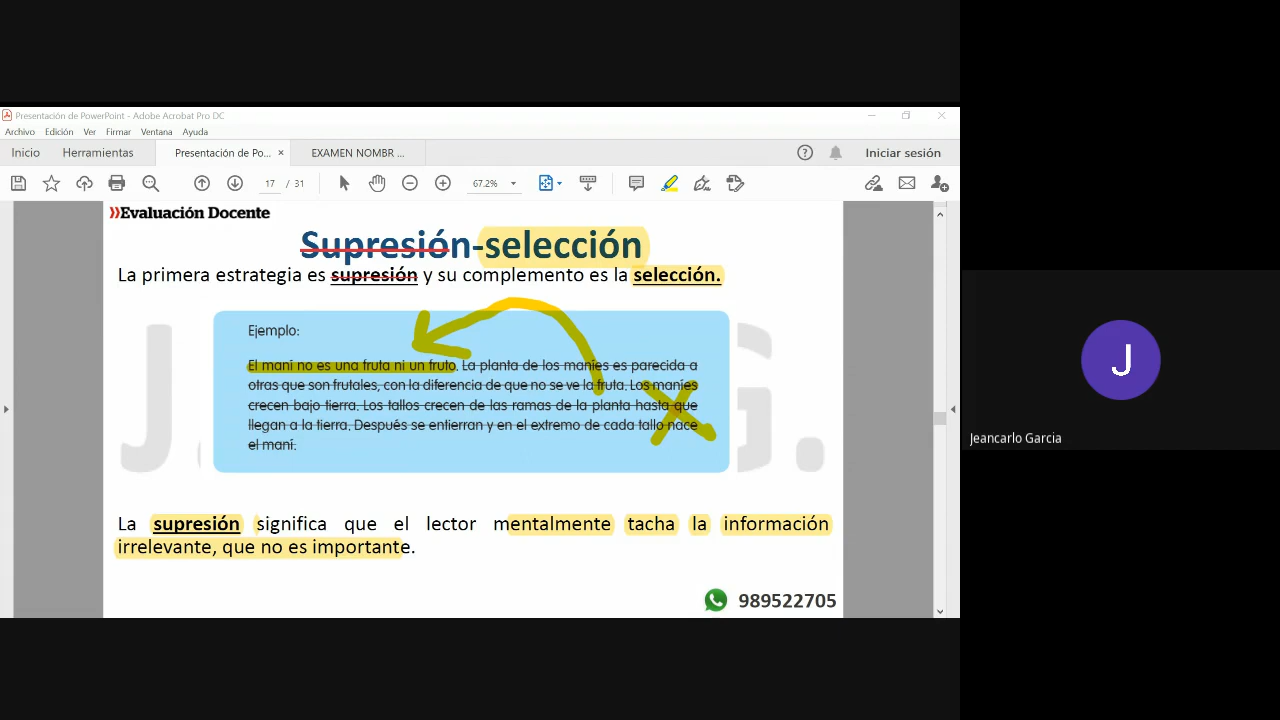 Presentación de PowerPoint - Adobe Acrobat Pro DC
Archivo Edición Ver Firmar Ventana Ayuda
Inicio Herramientas Presentación de Po... × EXAMEN NOMBR ... Iniciar sesión
17 / 31 67.2%
»Evaluación Docente
Supresión-selección
La primera estrategia es supresión y su complemento es la selección.
Ejemplo:
El maní no es una fruta ni un fruto. La planta de los maníes es parecida a
otras que son frutales, con la diferencia de que no se ve la fruta. Los maníes
crecen bajo tierra. Los tallos crecen de las ramas de la planta hasta que
llegan a la tierra. Después se entierran y en el extremo de cada tallo nace
el maní.
J G.
La supresión significa que el lector mentalmente tacha la información
irrelevante, que no es importante.
989522705
J
Jeancarlo Garcia